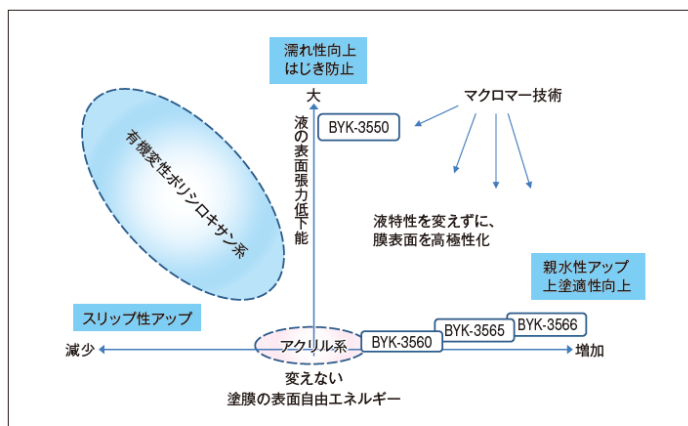 濡れ性向上
はじき防止
大
マクロマー技術
BYK-3550
液の表面張力低下能
有機変性ポリシロキサン系
液特性を変えずに、
膜表面を高極性化
親水性アップ
上塗適性向上
スリップ性アップ
BYK-3566
BYK-3565
BYK-3560
アクリル系
減少
増加
変えない
塗膜の表面自由エネルギー